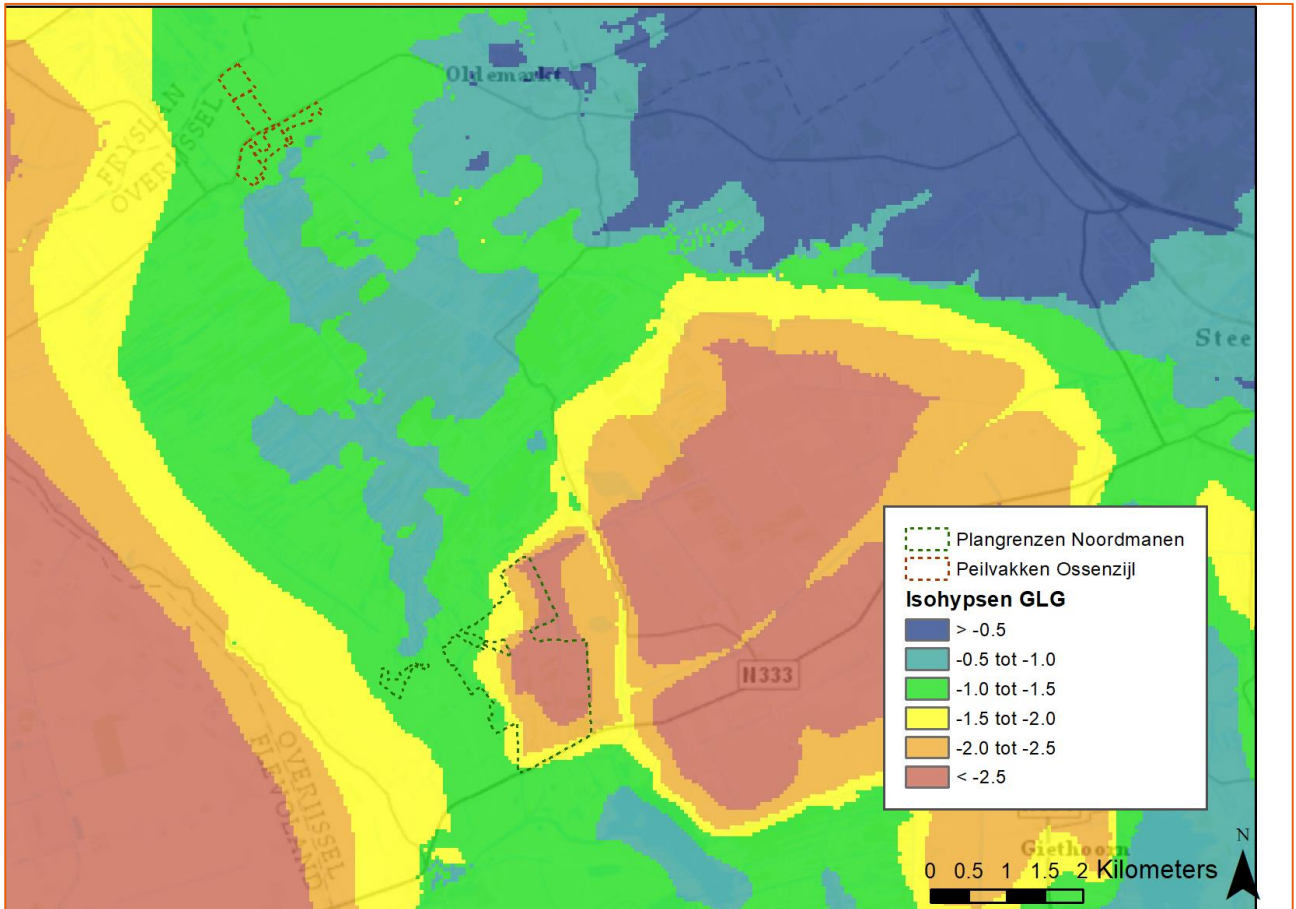 Oldemarkt
FRYSLAN
OVERIJSSEL
Stee
N333
OVERIJSSEL
FLEVOLAND
Plangrenzen Noordmanen
Peilvakken Ossenzijl
Isohypsen GLG
> -0.5
-0.5 tot -1.0
-1.0 tot -1.5
-1.5 tot -2.0
-2.0 tot -2.5
< -2.5
Giethoorn
N
0 0.5 1 1.5 2 Kilometers